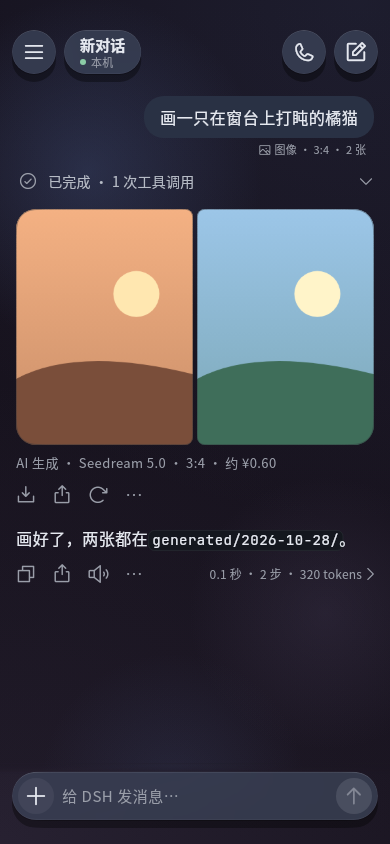 新对话
本机
画一只在窗台上打盹的橘猫
图像 · 3:4 · 2 张
已完成 · 1 次工具调用
AI 生成 · Seedream 5.0 · 3:4 · 约 ¥0.60
画好了，两张都在 generated/2026-10-28/。
0.1 秒 · 2 步 · 320 tokens
给 DSH 发消息…